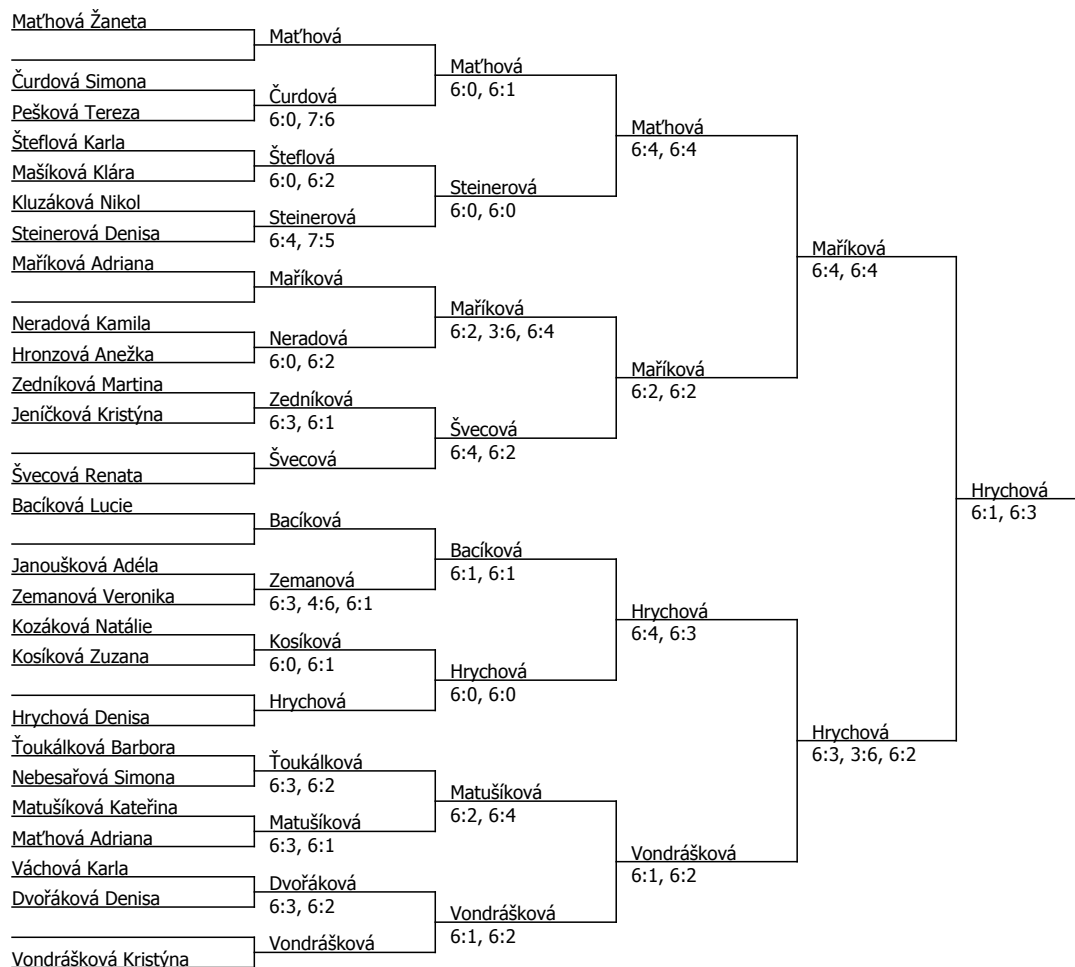 Maťhová Žaneta
Čurdová Simona
Pešková Tereza
Šteflová Karla
Mašíková Klára
Kluzáková Nikol
Steinerová Denisa
Maříková Adriana
Neradová Kamila
Hronzová Anežka
Zedníková Martina
Jeníčková Kristýna
Švecová Renata
Bacíková Lucie
Janoušková Adéla
Zemanová Veronika
Kozáková Natálie
Kosíková Zuzana
Hrychová Denisa
Ťoukálková Barbora
Nebesařová Simona
Matušíková Kateřina
Maťhová Adriana
Váchová Karla
Dvořáková Denisa
Vondrášková Kristýna
Maťhová
Čurdová
6:0, 7:6
Šteflová
6:0, 6:2
Steinerová
6:4, 7:5
Maříková
Neradová
6:0, 6:2
Zedníková
6:3, 6:1
Švecová
Bacíková
Zemanová
6:3, 4:6, 6:1
Kosíková
6:0, 6:1
Hrychová
Ťoukálková
6:3, 6:2
Matušíková
6:3, 6:1
Dvořáková
6:3, 6:2
Vondrášková
Maťhová
6:0, 6:1
Steinerová
6:0, 6:0
Maříková
6:2, 3:6, 6:4
Švecová
6:4, 6:2
Bacíková
6:1, 6:1
Hrychová
6:0, 6:0
Matušíková
6:2, 6:4
Vondrášková
6:1, 6:2
Maťhová
6:4, 6:4
Maříková
6:2, 6:2
Hrychová
6:4, 6:3
Vondrášková
6:1, 6:2
Maříková
6:4, 6:4
Hrychová
6:3, 3:6, 6:2
Hrychová
6:1, 6:3